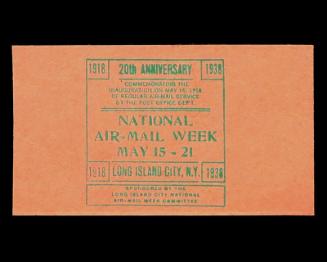 1918 20th ANNIVERSARY 1938
COMMEMORATING THE
INAUGURATION ON MAY 15, 1918
OF REGULAR AIR-MAIL SERVICE
BY THE POST OFFICE DEPT.
NATIONAL
AIR-MAIL WEEK
MAY 15 - 21
1918 LONG ISLAND CITY, N.Y. 1938
SPONSORED BY THE
LONG ISLAND CITY NATIONAL
AIR-MAIL WEEK COMMITTEE